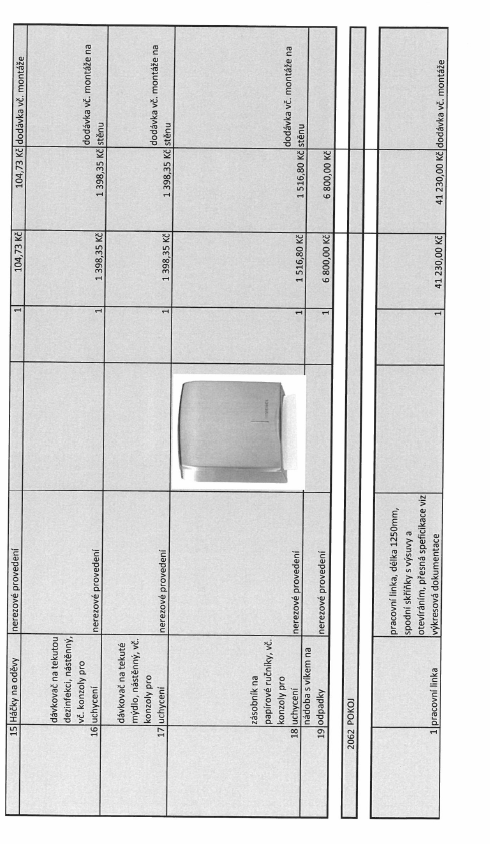 15 Háčky na oděvy nerezové provedení 1 104,73 Kč 104,73 Kč dodávka vč. montáže
dávkovač na tekutou
dezinfekci, nástěnný,
vč. konzoly pro dodávka vč. montáže na
16 uchycení nerezové provedení 1 1 398,35 Kč 1 398,35 Kč stěnu
dávkovač na tekuté
mýdlo, nástěnný, vč.
konzoly pro dodávka vč. montáže na
17 uchycení nerezové provedení 1 1 398,35 Kč 1 398,35 Kč stěnu
zásobník na
papírové ručníky, vč.
konzoly pro dodávka vč. montáže na
18 uchycení nerezové provedení 1 1 516,80 Kč 1 516,80 Kč stěnu
nádoba s víkem na
19 odpadky nerezové provedení 1 6 800,00 Kč 6 800,00 Kč
2062 POKOJ
pracovní linka, délka 1250mm,
spodní skříňky s výsuvy a
otevíráním, přesná speficikace viz
1 pracovní linka výkresová dokumentace 1 41 230,00 Kč 41 230,00 Kč dodávka vč. montáže